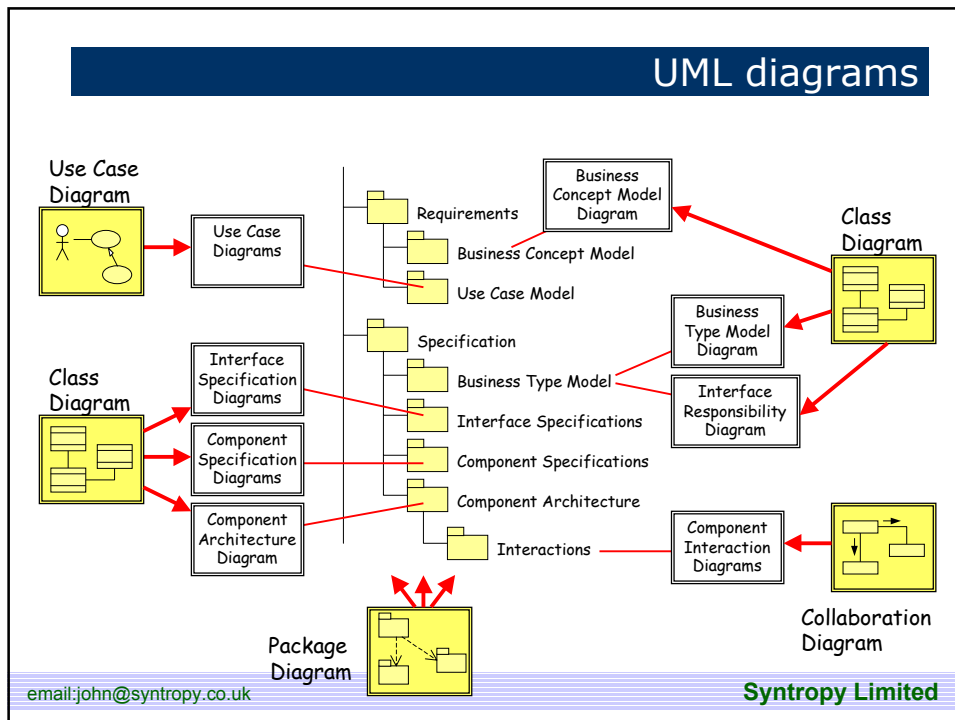 UML diagrams
Use Case
Diagram
Use Case
Diagrams
Requirements
Business Concept Model
Use Case Model
Business
Concept Model
Diagram
Class
Diagram
Specification
Business Type Model
Interface Specifications
Component Specifications
Component Architecture
Interactions
Business
Type Model
Diagram
Interface
Responsibility
Diagram
Class
Diagram
Interface
Specification
Diagrams
Component
Specification
Diagrams
Component
Architecture
Diagram
Component
Interaction
Diagrams
Collaboration
Diagram
Package
Diagram
email:john@syntropy.co.uk
Syntropy Limited